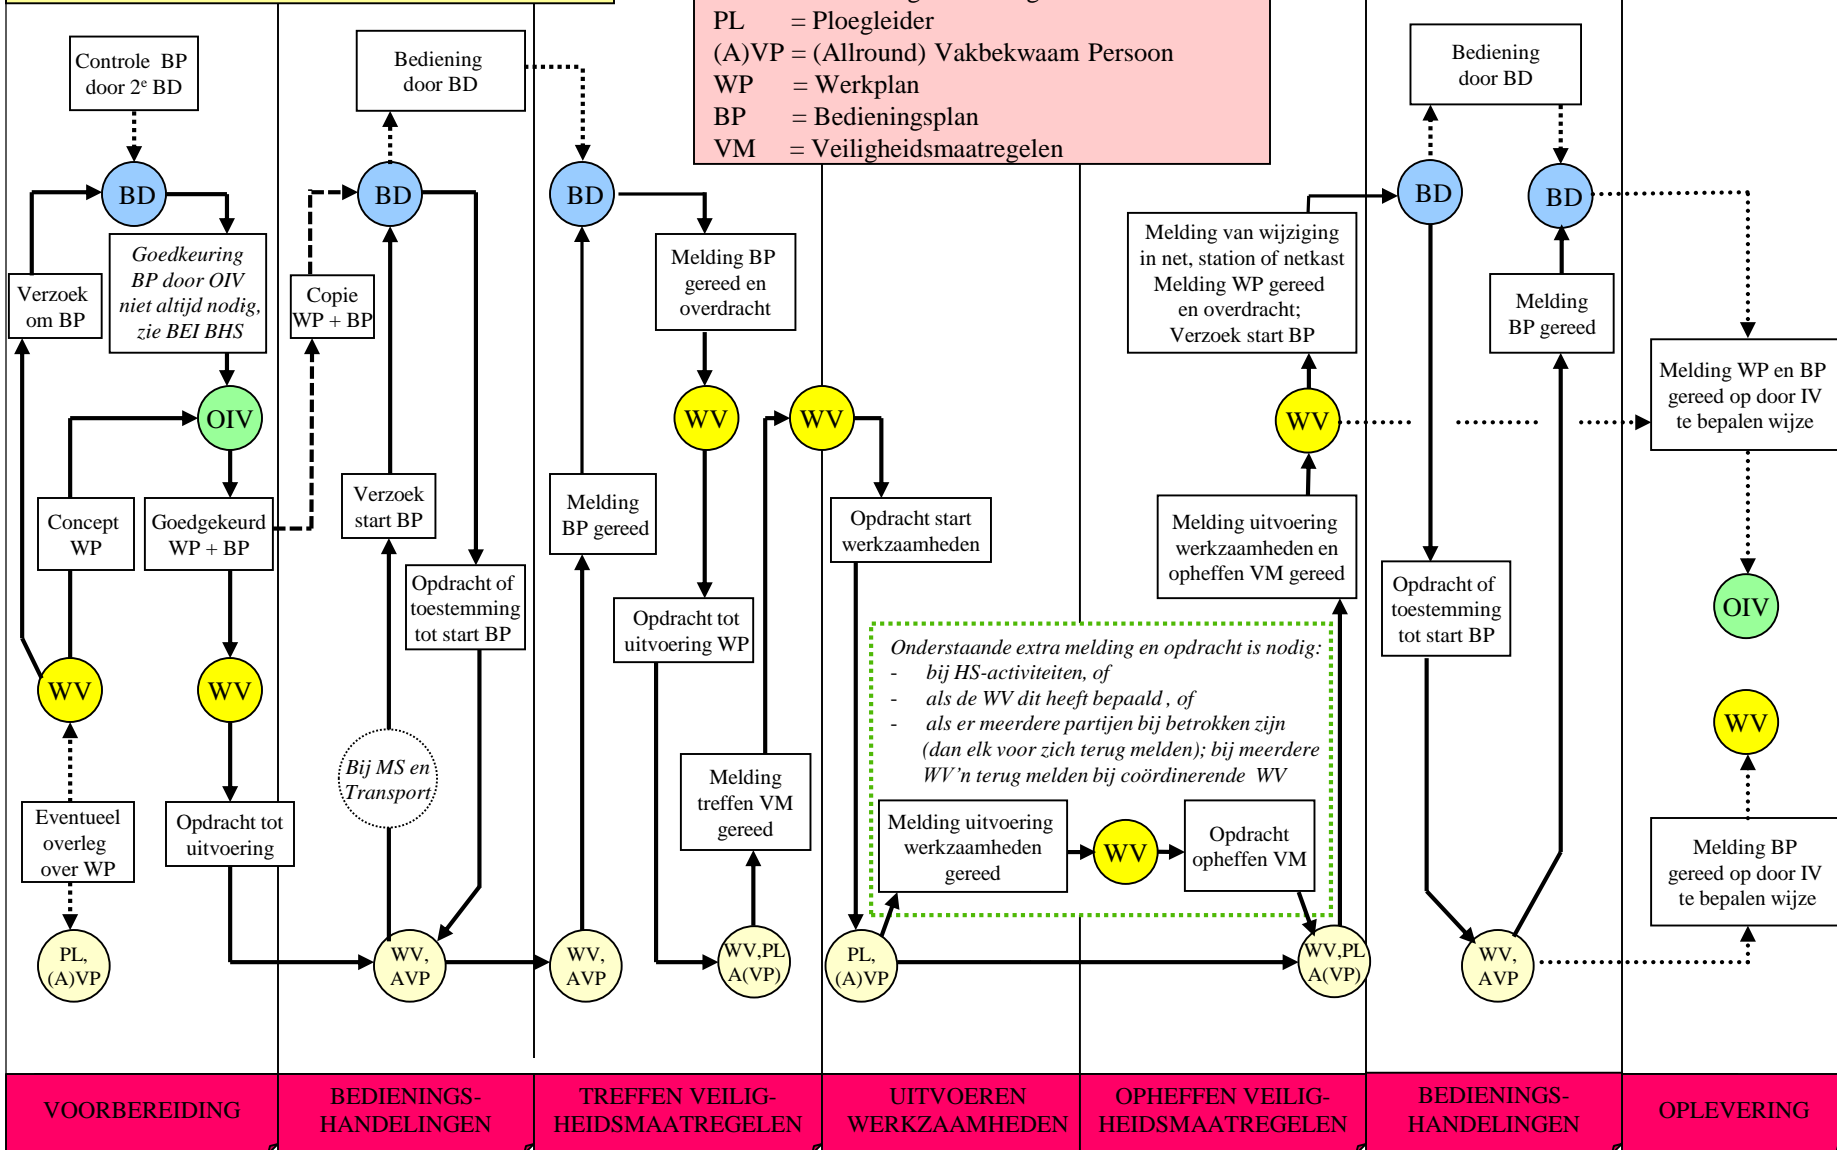 PL = Ploegleider
(A)VP = (Allround) Vakbekwaam Persoon
WP = Werkplan
BP = Bedieningsplan
VM = Veiligheidsmaatregelen
Controle BP
door 2e BD
BD
Goedkeuring
BP door OIV
niet altijd nodig,
zie BEI BHS
Verzoek
om BP
OIV
Concept
WP
Goedgekeurd
WP + BP
WV
WV
Eventueel
overleg
over WP
Opdracht tot
uitvoering
PL,
(A)VP
Bediening
door BD
BD
Copie
WP + BP
Verzoek
start BP
Opdracht of
toestemming
tot start BP
Bij MS en
Transport
WV,
AVP
BD
Melding BP
gereed en
overdracht
WV
Melding
BP gereed
Opdracht tot
uitvoering WP
Melding
treffen VM
gereed
WV,
AVP
WV,PL
A(VP)
WV
Opdracht start
werkzaamheden
Onderstaande extra melding en opdracht is nodig:
- bij HS-activiteiten, of
- als de WV dit heeft bepaald , of
- als er meerdere partijen bij betrokken zijn
(dan elk voor zich terug melden); bij meerdere
WV'n terug melden bij coördinerende WV
Melding uitvoering
werkzaamheden
gereed
WV
Opdracht
opheffen VM
PL,
(A)VP
WV,PL
A(VP)
Melding van wijziging
in net, station of netkast
Melding WP gereed
en overdracht;
Verzoek start BP
WV
Melding uitvoering
werkzaamheden en
opheffen VM gereed
Bediening
door BD
BD
BD
Melding
BP gereed
Opdracht of
toestemming
tot start BP
WV,
AVP
Melding WP en BP
gereed op door IV
te bepalen wijze
OIV
WV
Melding BP
gereed op door IV
te bepalen wijze
VOORBEREIDING
BEDIENINGS-
HANDELINGEN
TREFFEN VEILIG-
HEIDSMAATREGELEN
UITVOEREN
WERKZAAMHEDEN
OPHEFFEN VEILIG-
HEIDSMAATREGELEN
BEDIENINGS-
HANDELINGEN
OPLEVERING